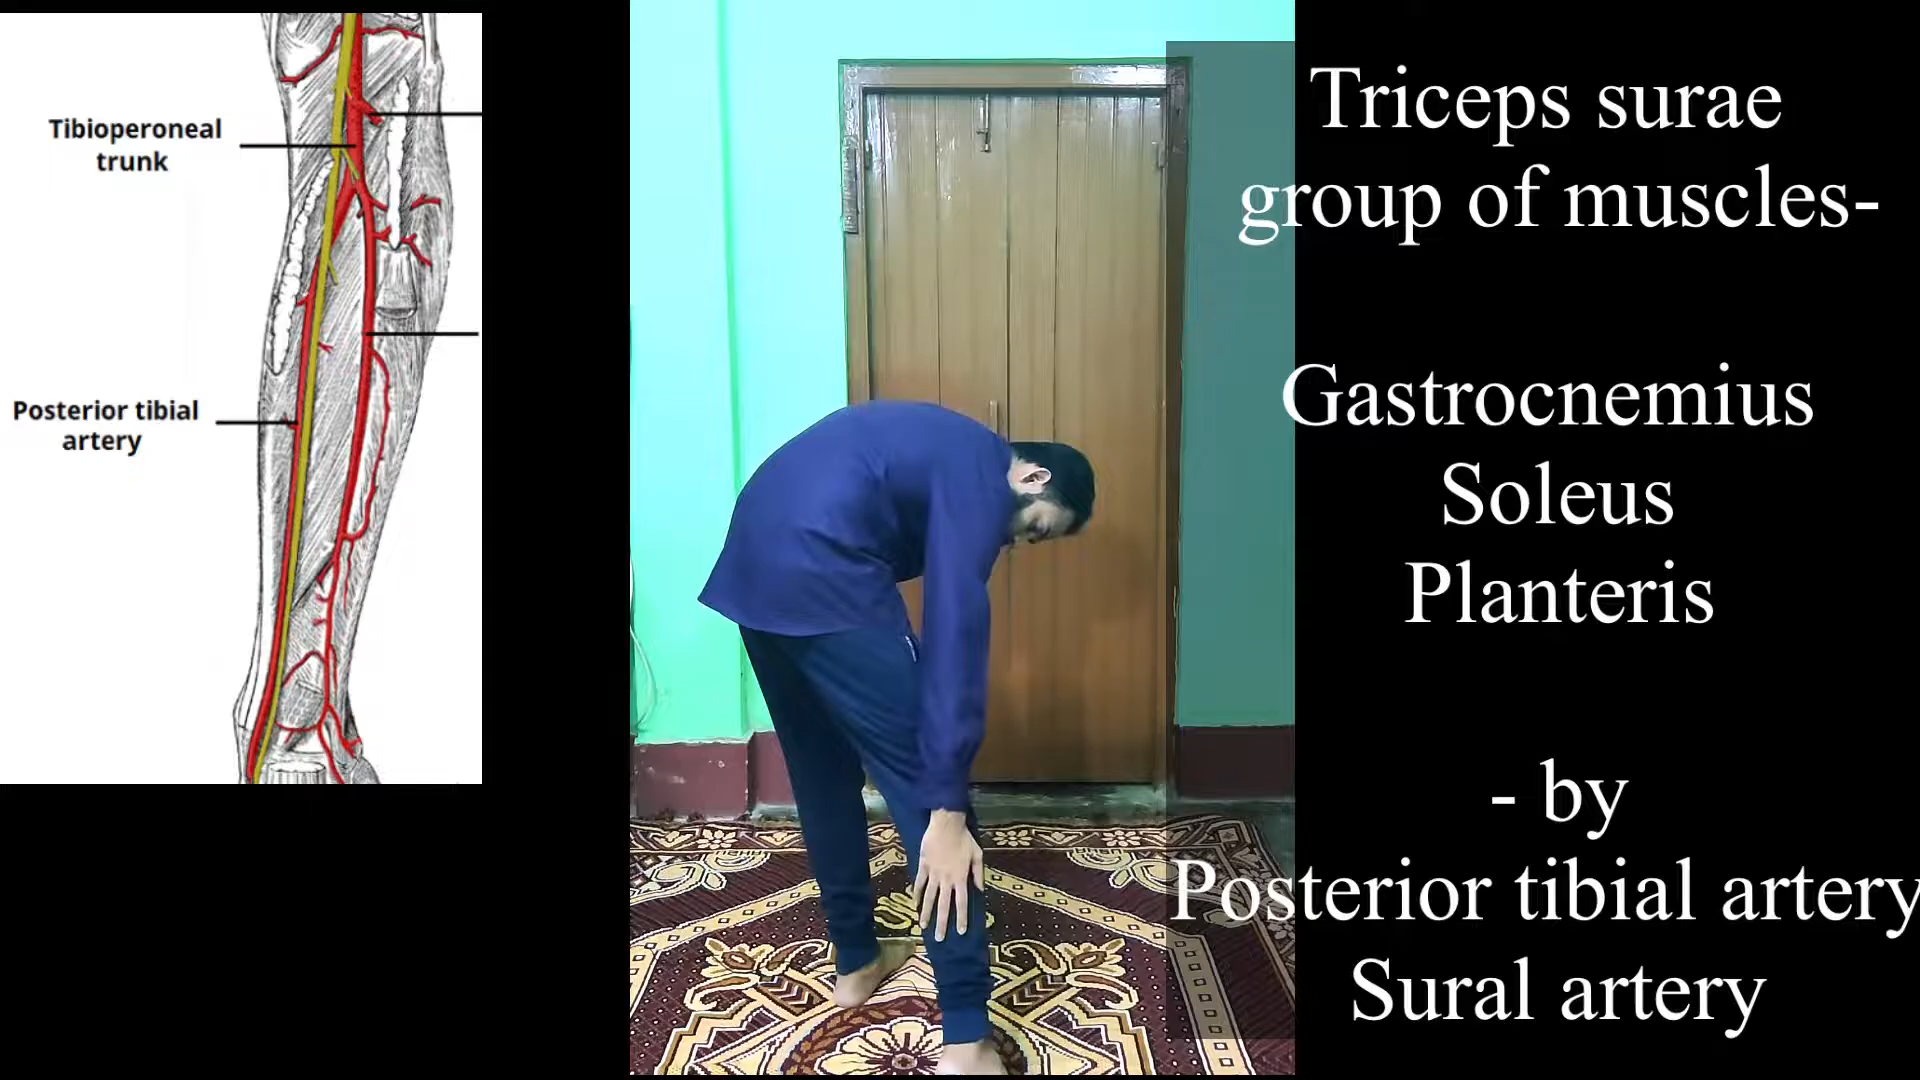 Tibioperoneal
trunk
Posterior tibial
artery
Triceps surae
group of muscles-
Gastrocnemius
Soleus
Planteris
- by
Posterior tibial artery
Sural artery